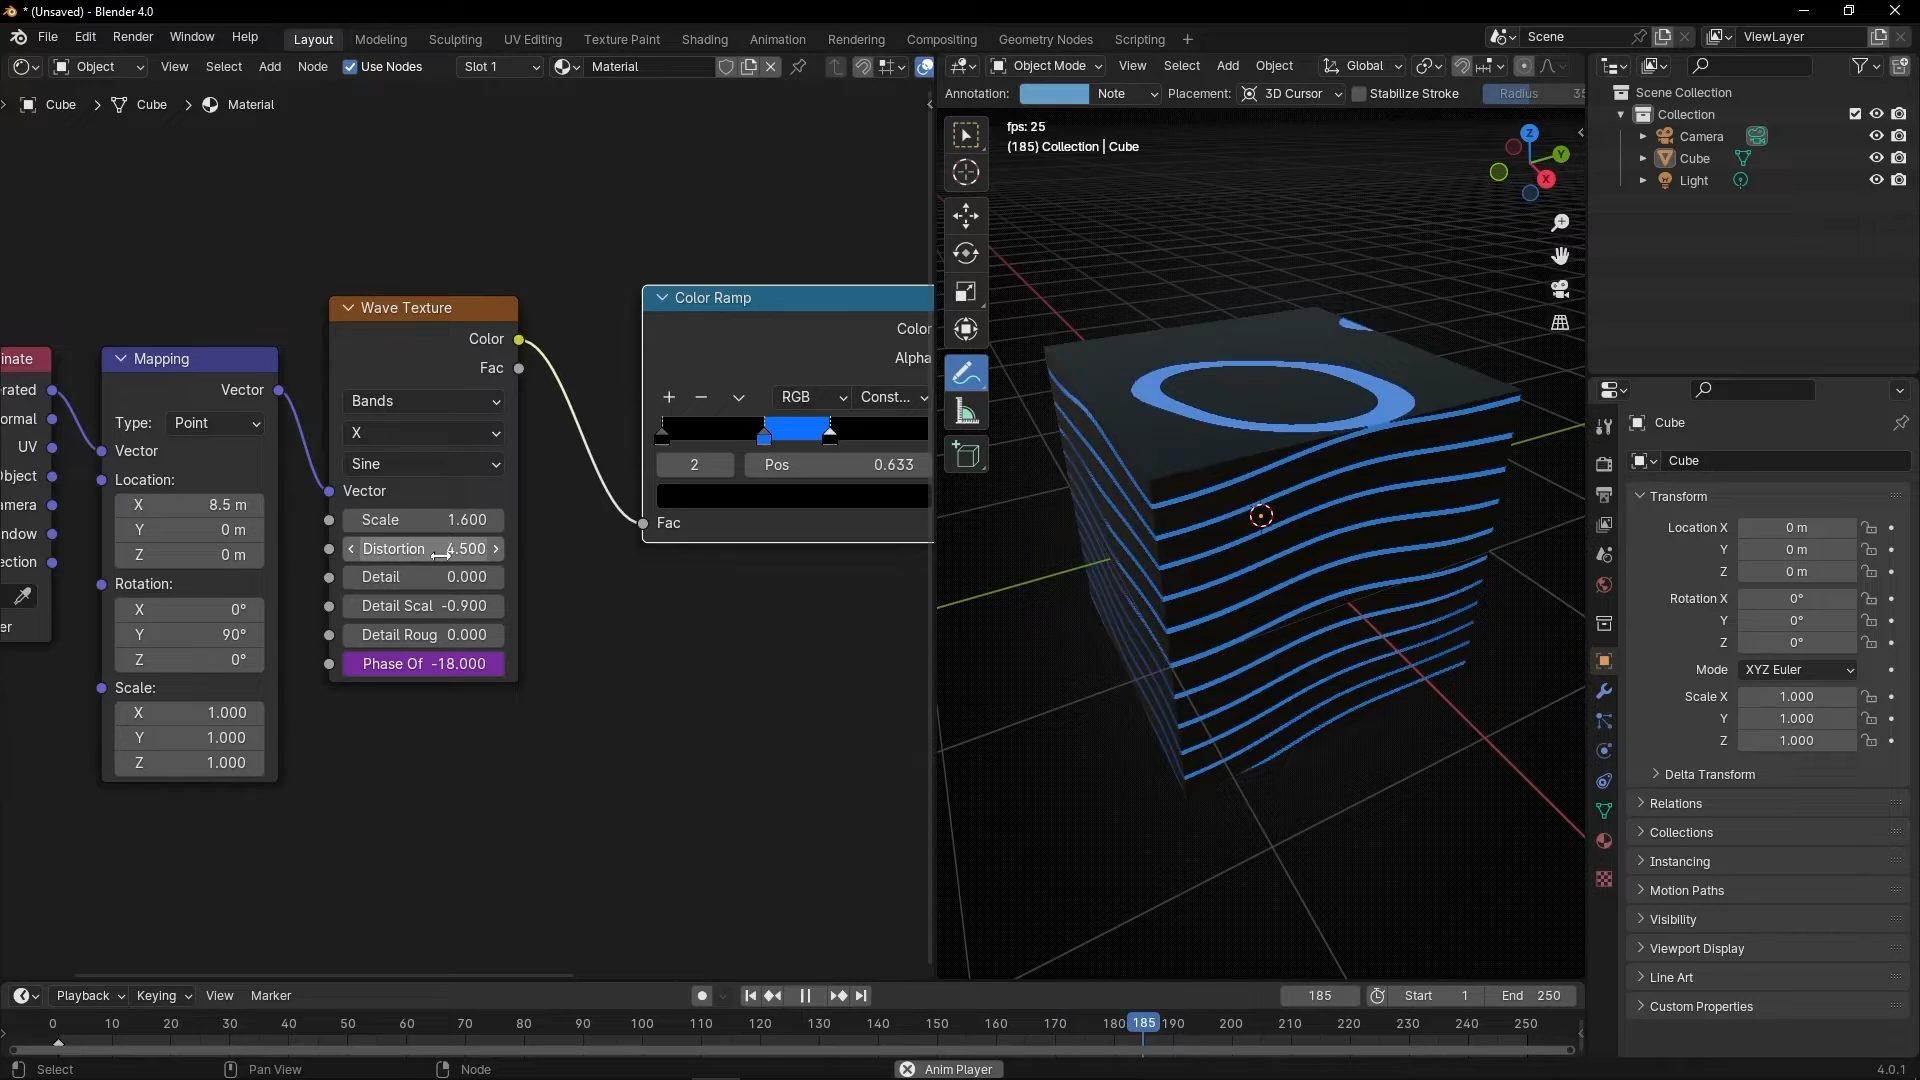 * (Unsaved) - Blender 4.0
File Edit Render Window Help
Layout Modeling Sculpting UV Editing Texture Paint Shading Animation Rendering Compositing Geometry Nodes Scripting +
Scene
ViewLayer
Object View Select Add Node Use Nodes Slot 1 Material
Object Mode View Select Add Object Global
Cube > Cube > Material
Annotation: Note Placement: 3D Cursor Stabilize Stroke Radius 35
fps: 25
(185) Collection | Cube
Z
Y
X
Scene Collection
Collection
Camera
Cube
Light
inate
erated
ormal
UV
bject
amera
indow
ection
er
Mapping
Vector
Type: Point
Vector
Location:
X 8.5 m
Y 0 m
Z 0 m
Rotation:
X 0°
Y 90°
Z 0°
Scale:
X 1.000
Y 1.000
Z 1.000
Wave Texture
Color
Fac
Bands
X
Sine
Vector
Scale 1.600
Distortion 4.500
Detail 0.000
Detail Scal -0.900
Detail Roug 0.000
Phase Of -18.000
Color Ramp
Color
Alpha
RGB Const...
2 Pos 0.633
Fac
Cube
Cube
Transform
Location X 0 m
Y 0 m
Z 0 m
Rotation X 0°
Y 0°
Z 0°
Mode XYZ Euler
Scale X 1.000
Y 1.000
Z 1.000
Delta Transform
Relations
Collections
Instancing
Motion Paths
Visibility
Viewport Display
Line Art
Custom Properties
Playback Keying View Marker
185 Start 1 End 250
0 10 20 30 40 50 60 70 80 90 100 110 120 130 140 150 160 170 180 185 190 200 210 220 230 240 250
Select Pan View Node Anim Player 4.0.1